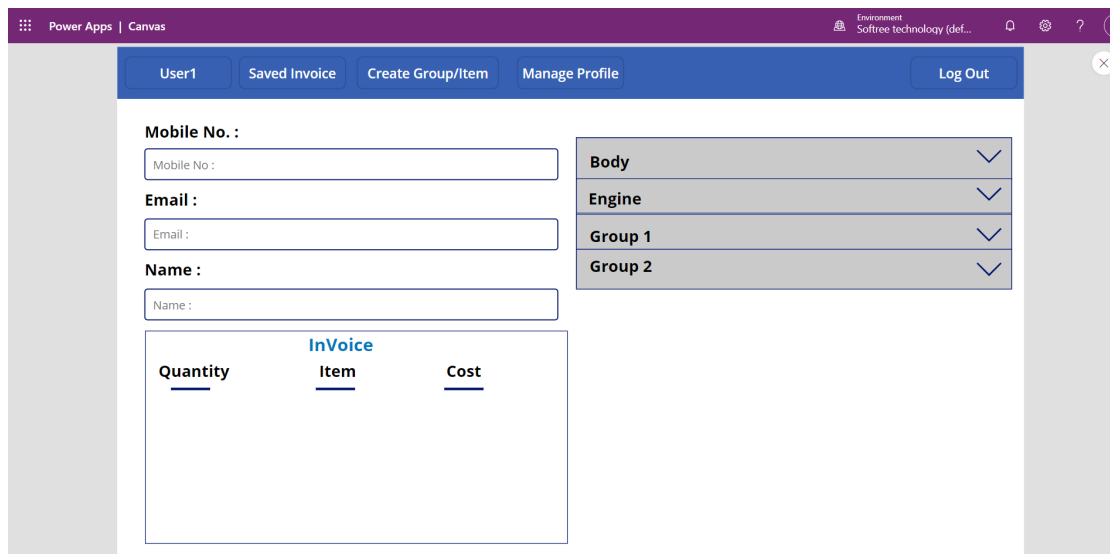 Power Apps | Canvas
Environment
Softree technology (def...
?
User1 Saved Invoice Create Group/Item Manage Profile Log Out
Mobile No. :
Mobile No :
Email :
Email :
Name :
Name :
Body
Engine
Group 1
Group 2
InVoice
Quantity Item Cost